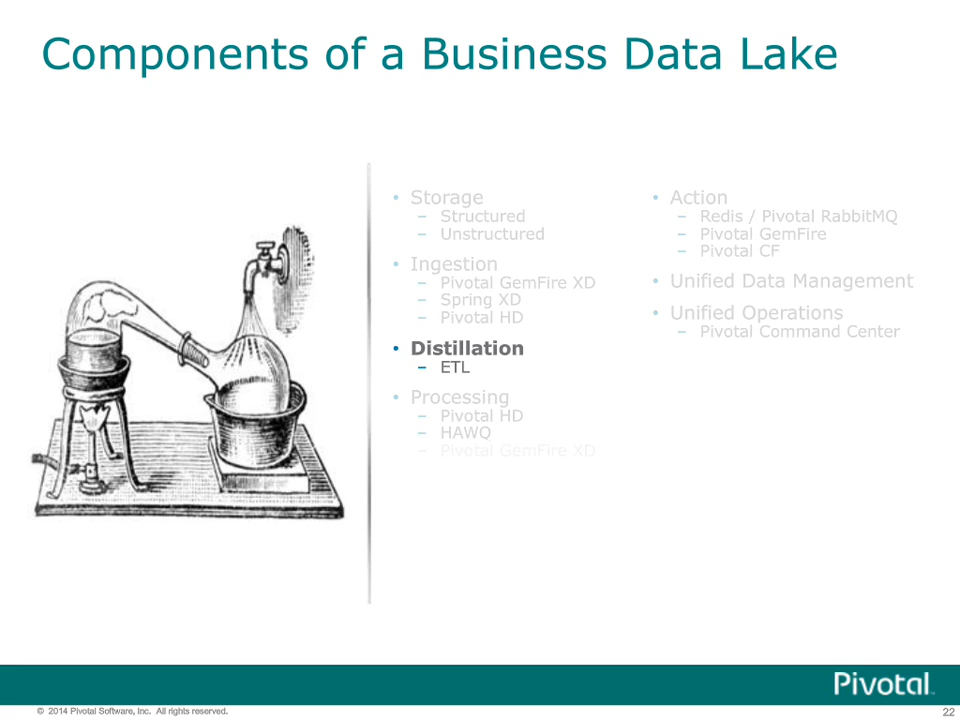 Components of a Business Data Lake
• Storage
– Structured
– Unstructured
• Ingestion
– Pivotal GemFire XD
– Spring XD
– Pivotal HD
• Distillation
– ETL
• Processing
– Pivotal HD
– HAWQ
– Pivotal GemFire XD
• Action
– Redis / Pivotal RabbitMQ
– Pivotal GemFire
– Pivotal CF
• Unified Data Management
• Unified Operations
– Pivotal Command Center
Pivotal™
© 2014 Pivotal Software, Inc. All rights reserved.
22